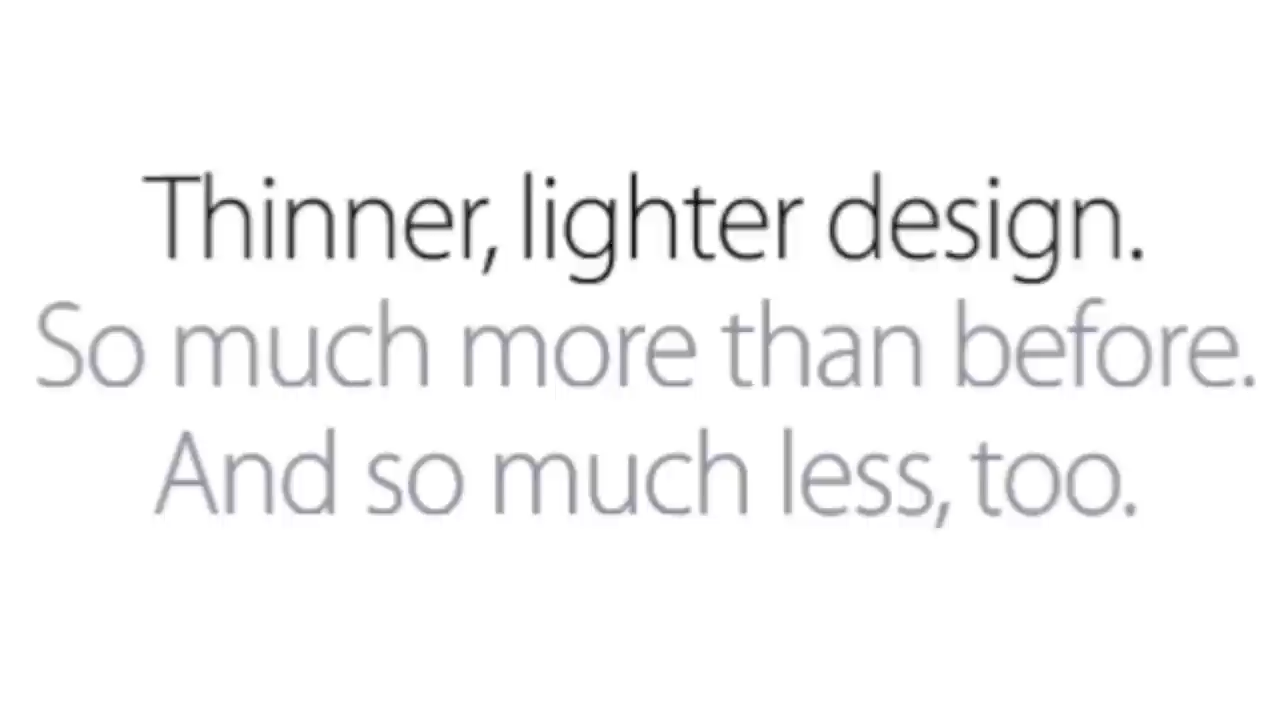 Thinner, lighter design.
So much more than before.
And so much less, too.